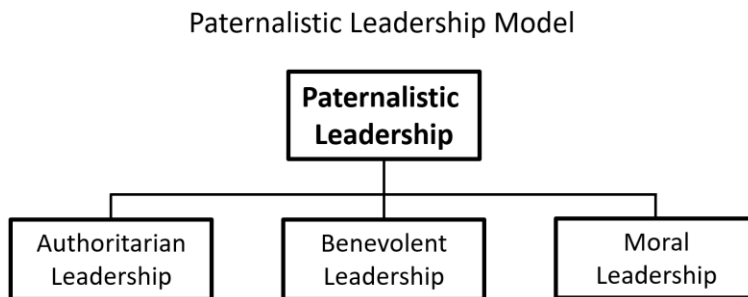 Paternalistic Leadership Model
Paternalistic
Leadership
Authoritarian
Leadership
Benevolent
Leadership
Moral
Leadership